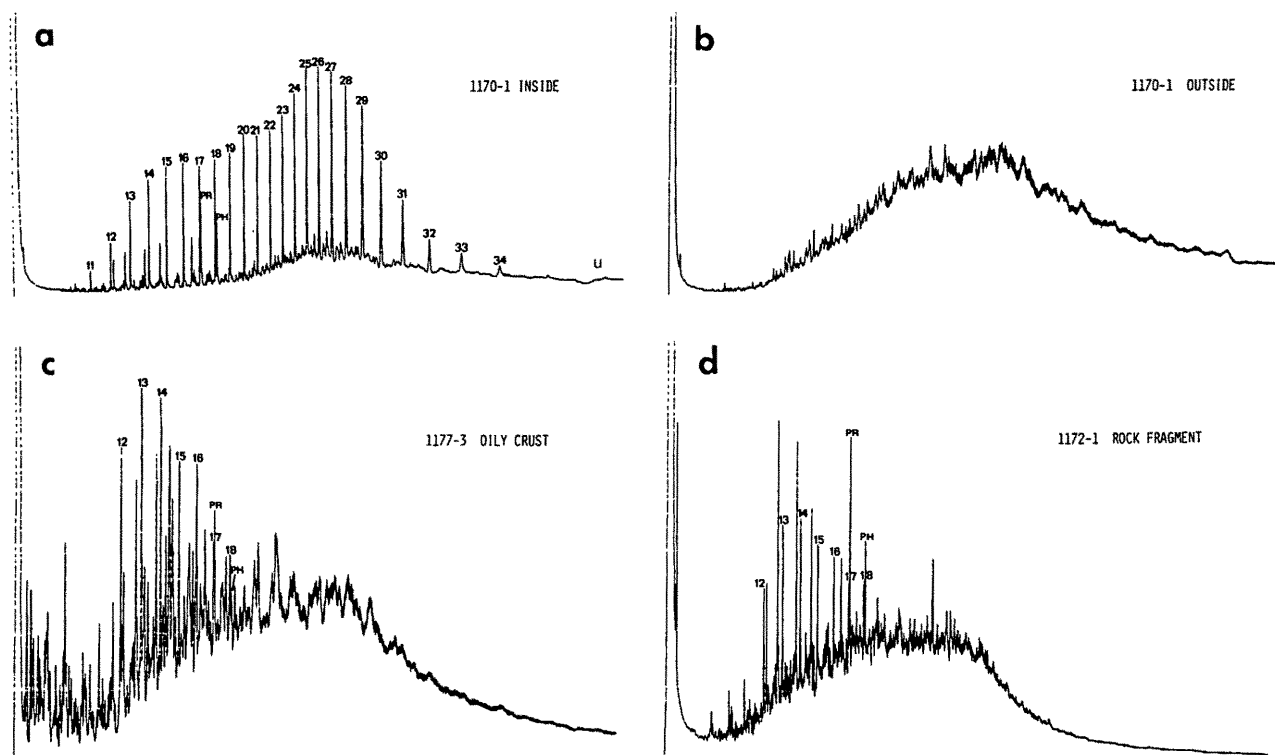 a
1170-1 INSIDE
11 12 13 14 15 16 17 PR 18 PH 19 20 21 22 23 24 25 26 27 28 29 30 31 32 33 34 U
b
1170-1 OUTSIDE
c
1177-3 OILY CRUST
12 13 14 15 16 PR 17 18 PH
d
1172-1 ROCK FRAGMENT
12 13 14 15 16 PR 17 PH 18